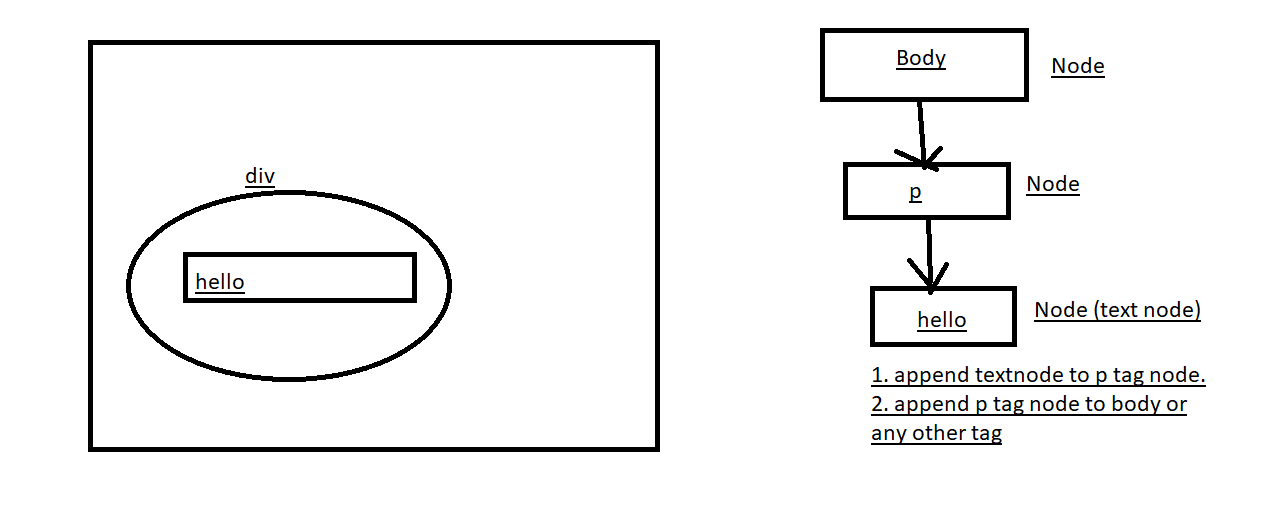 div
hello
Body
Node
p
Node
hello
Node (text node)
1. append textnode to p tag node.
2. append p tag node to body or
any other tag